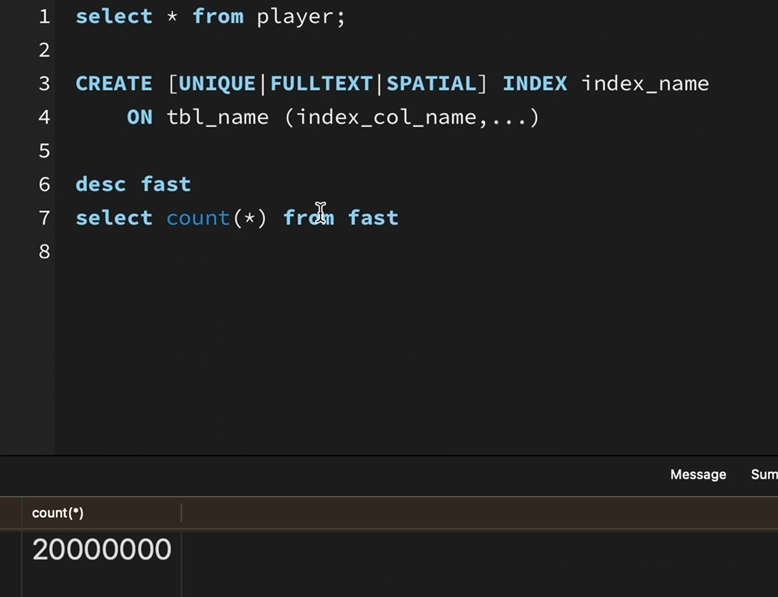 1 select * from player;
2
3 CREATE [UNIQUE|FULLTEXT|SPATIAL] INDEX index_name
4 ON tbl_name (index_col_name,...)
5
6 desc fast
7 select count(*) from fast
8
Message Sum
count(*)
20000000